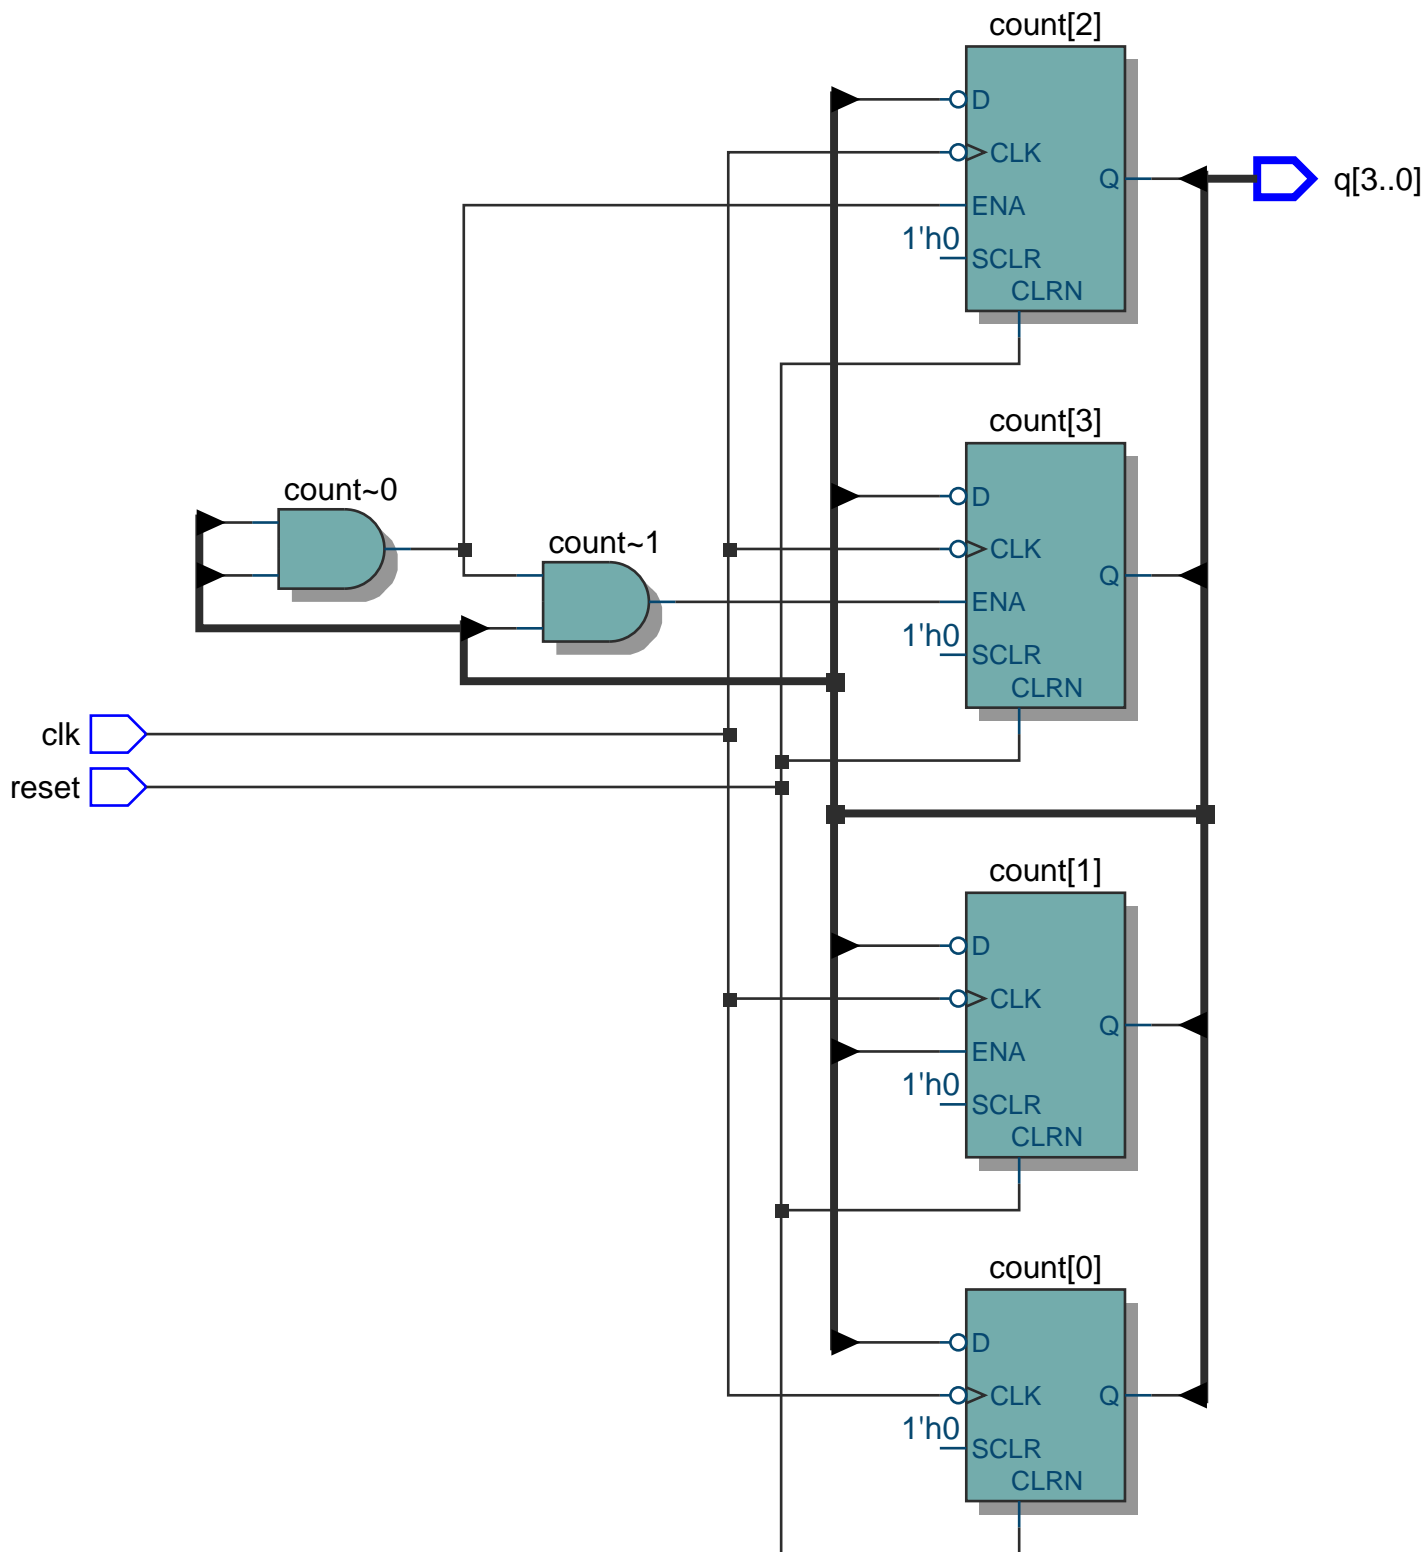 count[2]
D
CLK
Q
q[3..0]
ENA
1'h0
SCLR
CLRN
count[3]
count~0
D
count~1
CLK
Q
ENA
1'h0
SCLR
CLRN
clk
reset
count[1]
D
CLK
Q
ENA
1'h0
SCLR
CLRN
count[0]
D
CLK
Q
1'h0
SCLR
CLRN